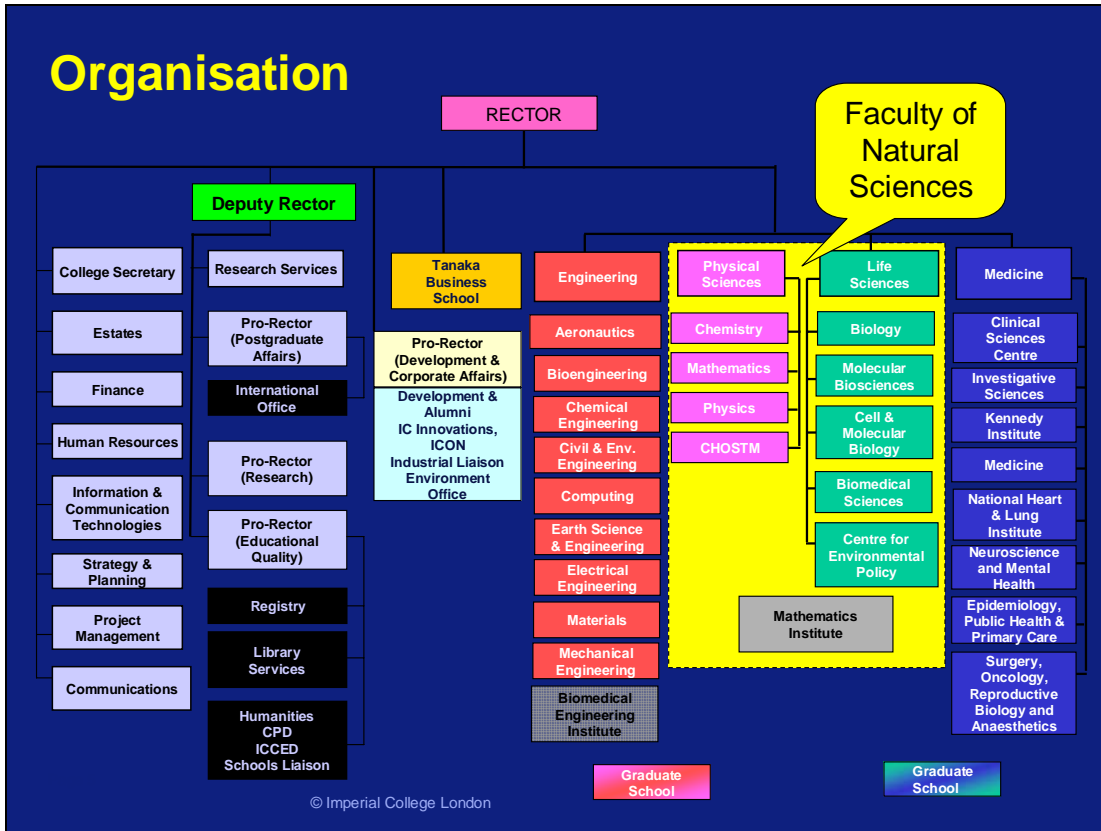 Organisation
RECTOR
Faculty of
Natural
Sciences
Deputy Rector
College Secretary
Estates
Finance
Human Resources
Information &
Communication
Technologies
Strategy &
Planning
Project
Management
Communications
Research Services
Pro-Rector
(Postgraduate
Affairs)
International
Office
Pro-Rector
(Research)
Pro-Rector
(Educational
Quality)
Registry
Library
Services
Humanities
CPD
ICCED
Schools Liaison
Tanaka
Business
School
Pro-Rector
(Development &
Corporate Affairs)
Development &
Alumni
IC Innovations,
ICON
Industrial Liaison
Environment
Office
Engineering
Aeronautics
Bioengineering
Chemical
Engineering
Civil & Env.
Engineering
Computing
Earth Science
& Engineering
Electrical
Engineering
Materials
Mechanical
Engineering
Biomedical
Engineering
Institute
Physical
Sciences
Chemistry
Mathematics
Physics
CHOSTM
Life
Sciences
Biology
Molecular
Biosciences
Cell &
Molecular
Biology
Biomedical
Sciences
Centre for
Environmental
Policy
Mathematics
Institute
Medicine
Clinical
Sciences
Centre
Investigative
Sciences
Kennedy
Institute
Medicine
National Heart
& Lung
Institute
Neuroscience
and Mental
Health
Epidemiology,
Public Health &
Primary Care
Surgery,
Oncology,
Reproductive
Biology and
Anaesthetics
Graduate
School
Graduate
School
© Imperial College London